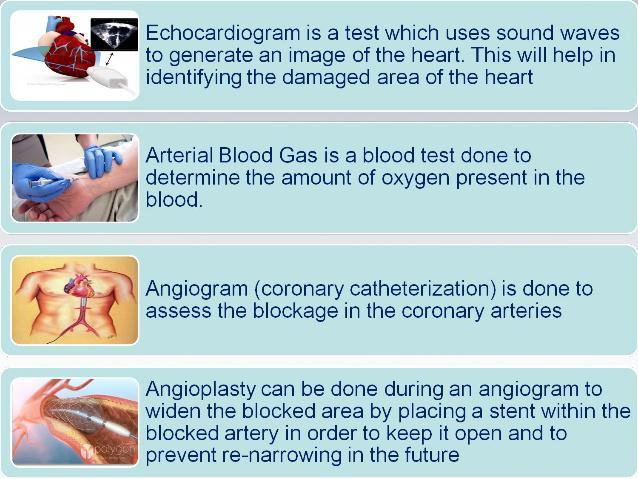 Echocardiogram is a test which uses sound waves
to generate an image of the heart. This will help in
identifying the damaged area of the heart
Arterial Blood Gas is a blood test done to
determine the amount of oxygen present in the
blood.
Angiogram (coronary catheterization) is done to
assess the blockage in the coronary arteries
Angioplasty can be done during an angiogram to
widen the blocked area by placing a stent within the
blocked artery in order to keep it open and to
prevent re-narrowing in the future
polygon